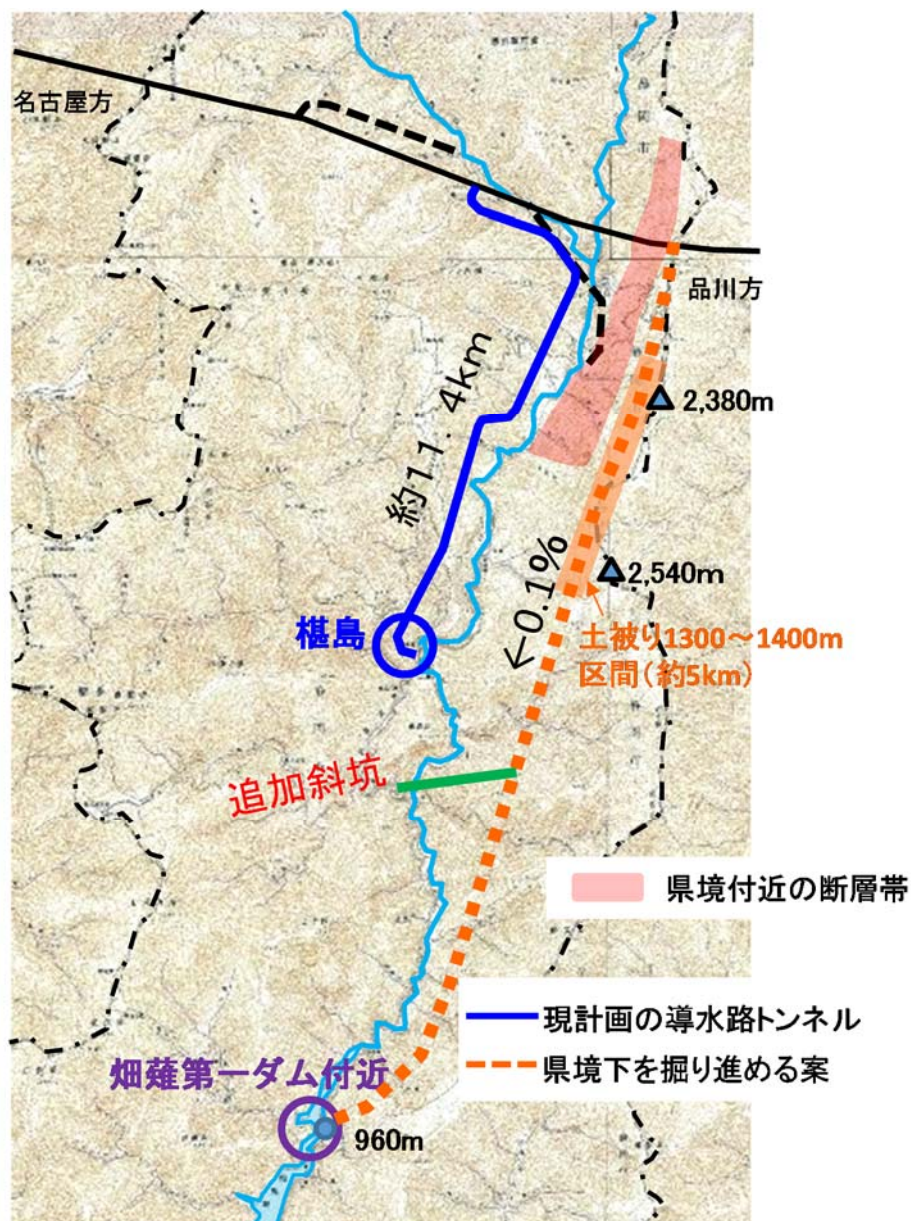 名古屋方
品川方
2,380m
約11.4km
2,540m
←0.1%
椹島
土被り1300~1400m
区間(約5km)
追加斜坑
県境付近の断層帯
現計画の導水路トンネル
県境下を掘り進める案
畑薙第一ダム付近
960m